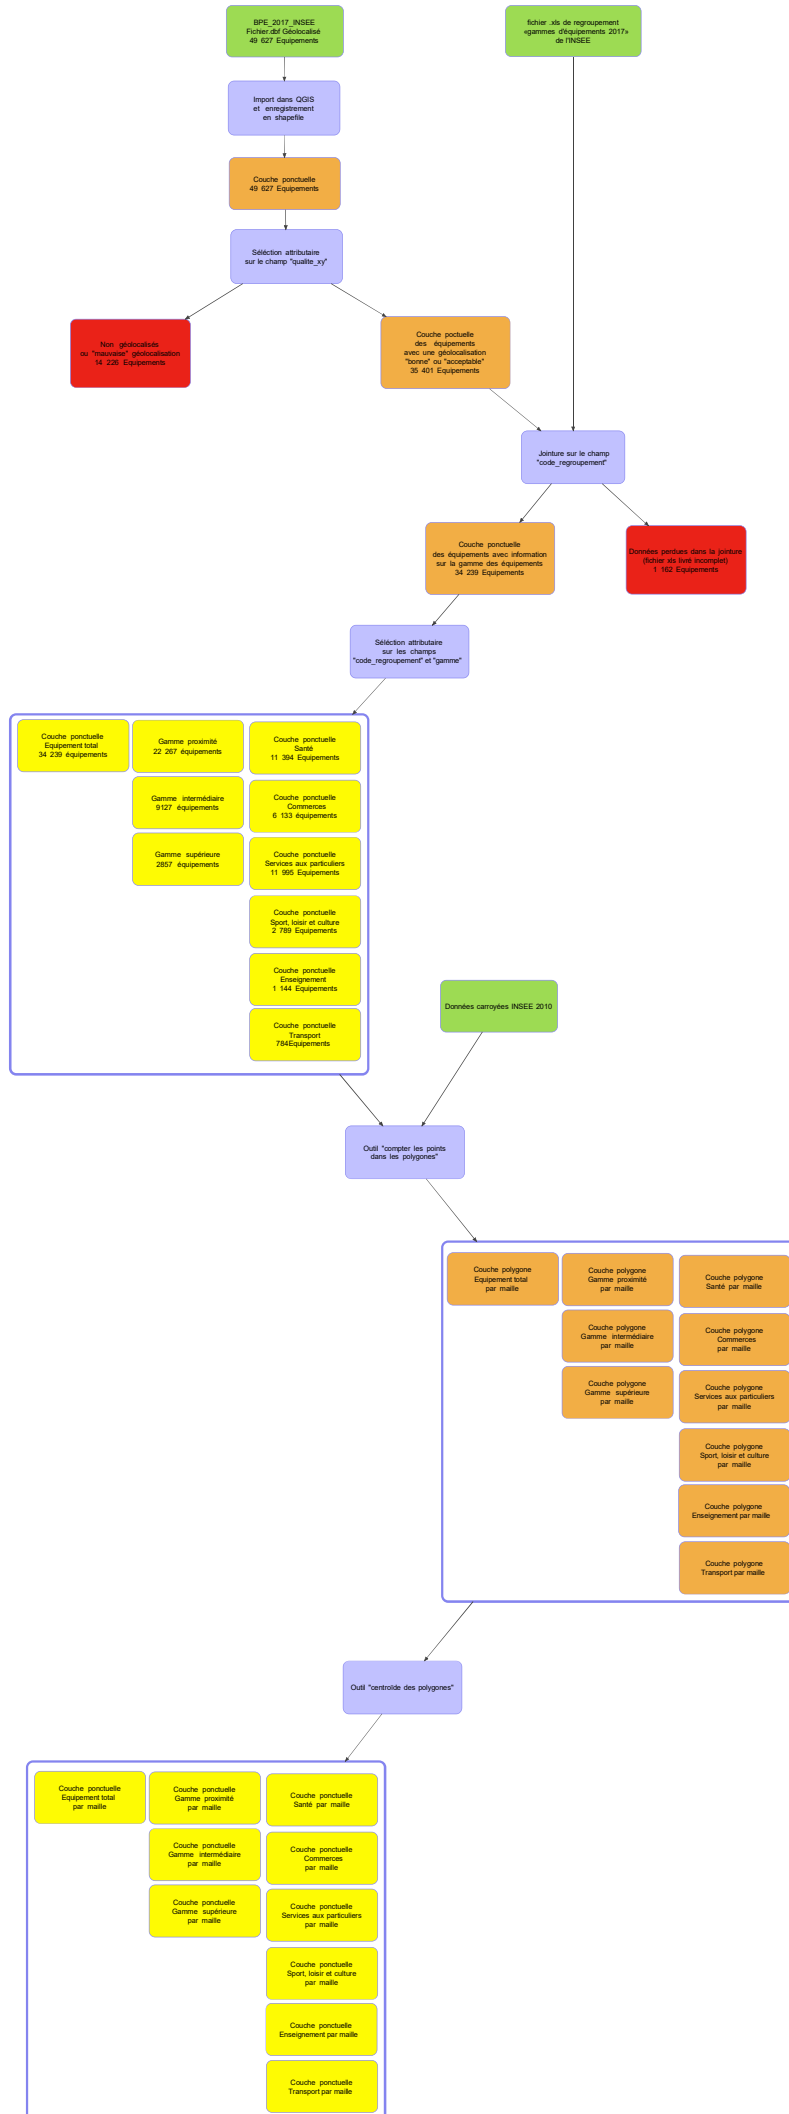 BPE_2017_INSEE
Fichier.dbf Géolocalisé
49 627 Equipements
fichier .xls de regroupement
«gammes d'équipements 2017»
de l'INSEE
Import dans QGIS
et enregistrement
en shapefile
Couche ponctuelle
49 627 Equipements
Séléction attributaire
sur le champ "qualite_xy"
Non géolocalisés
ou "mauvaise" géolocalisation
14 226 Equipements
Couche poctuelle
des équipements
avec une géolocalisation
"bonne" ou "acceptable"
35 401 Equipements
Jointure sur le champ
"code_regroupement"
Couche ponctuelle
des équipements avec information
sur la gamme des équipements
34 239 Equipements
Données perdues dans la jointure
(fichier xls livré incomplet)
1 162 Equipements
Séléction attributaire
sur les champs
"code_regroupement" et "gamme"
Couche ponctuelle
Equipement total
34 239 équipements
Gamme proximité
22 267 équipements
Couche ponctuelle
Santé
11 394 Equipements
Gamme intermédiaire
9127 équipements
Couche ponctuelle
Commerces
6 133 équipements
Gamme supérieure
2857 équipements
Couche ponctuelle
Services aux particuliers
11 995 Equipements
Couche ponctuelle
Sport, loisir et culture
2 789 Equipements
Couche ponctuelle
Enseignement
1 144 Equipements
Couche ponctuelle
Transport
784Equipements
Données carroyées INSEE 2010
Outil "compter les points
dans les polygones"
Couche polygone
Equipement total
par maille
Couche polygone
Gamme proximité
par maille
Couche polygone
Santé par maille
Couche polygone
Gamme intermédiaire
par maille
Couche polygone
Commerces
par maille
Couche polygone
Gamme supérieure
par maille
Couche polygone
Services aux particuliers
par maille
Couche polygone
Sport, loisir et culture
par maille
Couche polygone
Enseignement par maille
Couche polygone
Transport par maille
Outil "centroïde des polygones"
Couche ponctuelle
Equipement total
par maille
Couche ponctuelle
Gamme proximité
par maille
Couche ponctuelle
Santé par maille
Couche ponctuelle
Gamme intermédiaire
par maille
Couche ponctuelle
Commerces
par maille
Couche ponctuelle
Gamme supérieure
par maille
Couche ponctuelle
Services aux particuliers
par maille
Couche ponctuelle
Sport, loisir et culture
par maille
Couche ponctuelle
Enseignement par maille
Couche ponctuelle
Transport par maille